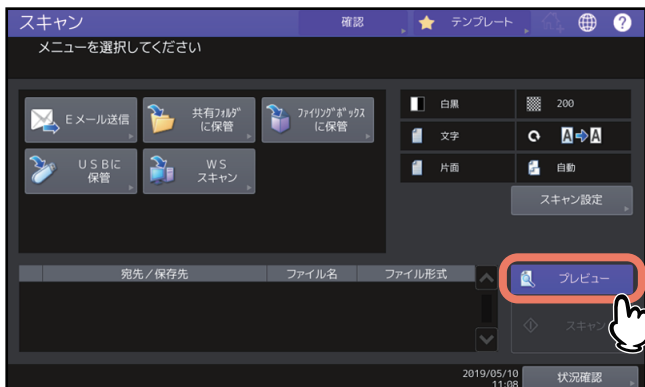 スキャン
確認
テンプレート
?
メニューを選択してください
Eメール送信
共有ﾌｫﾙﾀﾞ
に保管
ﾌｧｲﾘﾝｸﾞﾎﾞｯｸｽ
に保管
USBに
保管
WS
スキャン
白黒
200
文字
A A
片面
自動
スキャン設定
宛先/保存先
ファイル名
ファイル形式
プレビュー
スキャン
2019/05/10
11:08
状況確認